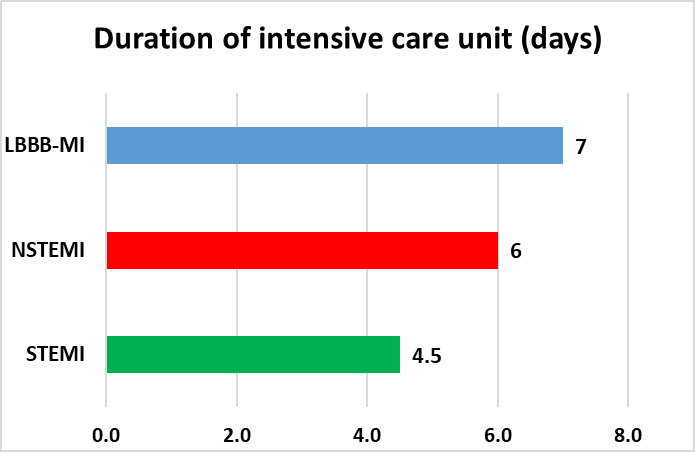 Duration of intensive care unit (days)
LBBB-MI 7
NSTEMI 6
STEMI 4.5
0.0 2.0 4.0 6.0 8.0